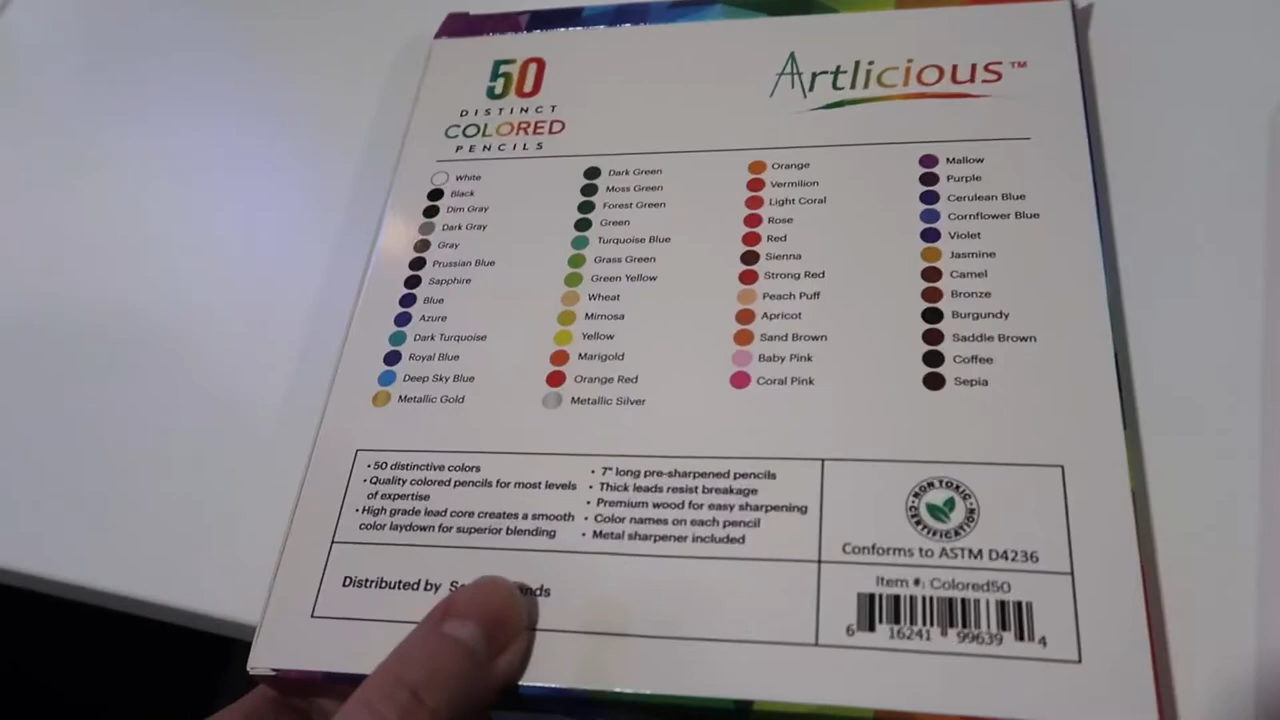 50
DISTINCT
COLORED
PENCILS
Artlicious™
White
Black
Dim Gray
Dark Gray
Gray
Prussian Blue
Sapphire
Blue
Azure
Dark Turquoise
Royal Blue
Deep Sky Blue
Metallic Gold
Dark Green
Moss Green
Forest Green
Green
Turquoise Blue
Grass Green
Green Yellow
Wheat
Mimosa
Yellow
Marigold
Orange Red
Metallic Silver
Orange
Vermilion
Light Coral
Rose
Red
Sienna
Strong Red
Peach Puff
Apricot
Sand Brown
Baby Pink
Coral Pink
Mallow
Purple
Cerulean Blue
Cornflower Blue
Violet
Jasmine
Camel
Bronze
Burgundy
Saddle Brown
Coffee
Sepia
• 50 distinctive colors
• Quality colored pencils for most levels
of expertise
• High grade lead core creates a smooth
color laydown for superior blending
• 7" long pre-sharpened pencils
• Thick leads resist breakage
• Premium wood for easy sharpening
• Color names on each pencil
• Metal sharpener included
NON TOXIC
CERTIFICATION
Conforms to ASTM D4236
Distributed by
Item #: Colored50
6 16241 99639 4